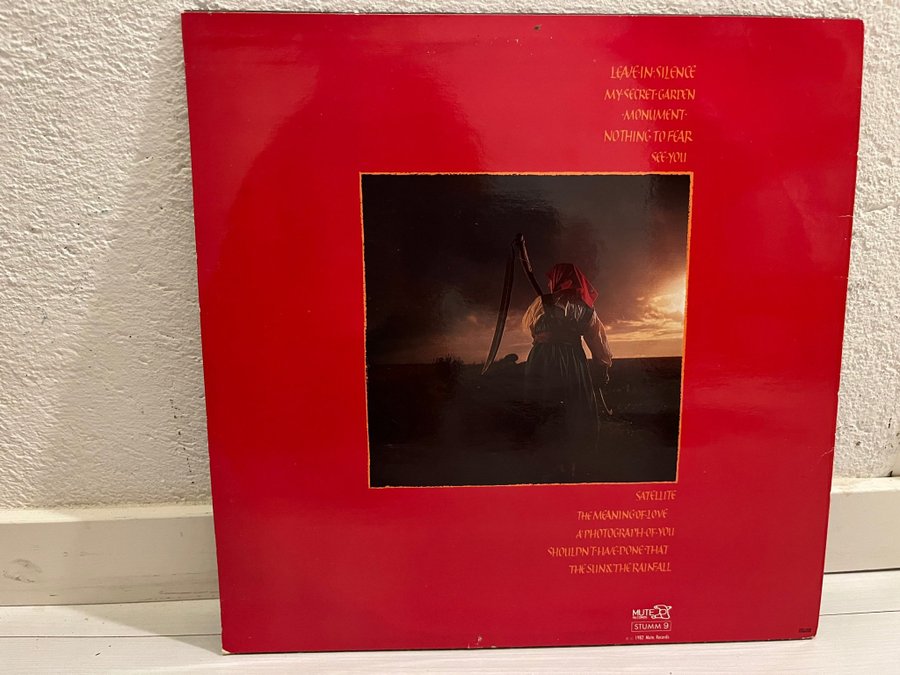 LEAVE·IN·SILENCE
MY·SECRET·GARDEN
·MONUMENT·
NOTHING TO FEAR
SEE·YOU
SATELLITE
THE MEANING·OF·LOVE
A·PHOTOGRAPH·OF·YOU
SHOULDN'T·HAVE·DONE·THAT
THE SUN&THE RAINFALL
MUTE
RECORDS
STUMM 9
1982 Mute Records